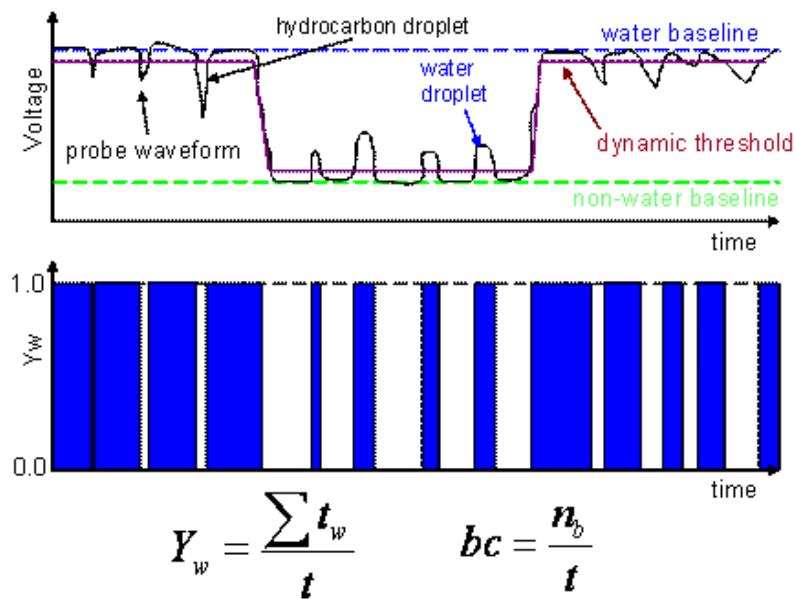 hydrocarbon droplet
water baseline
water
droplet
Voltage
probe waveform
dynamic threshold
non-water baseline
time
1.0
Yw
0.0
time
Y_w = ∑ t_w / t
bc = n_b / t